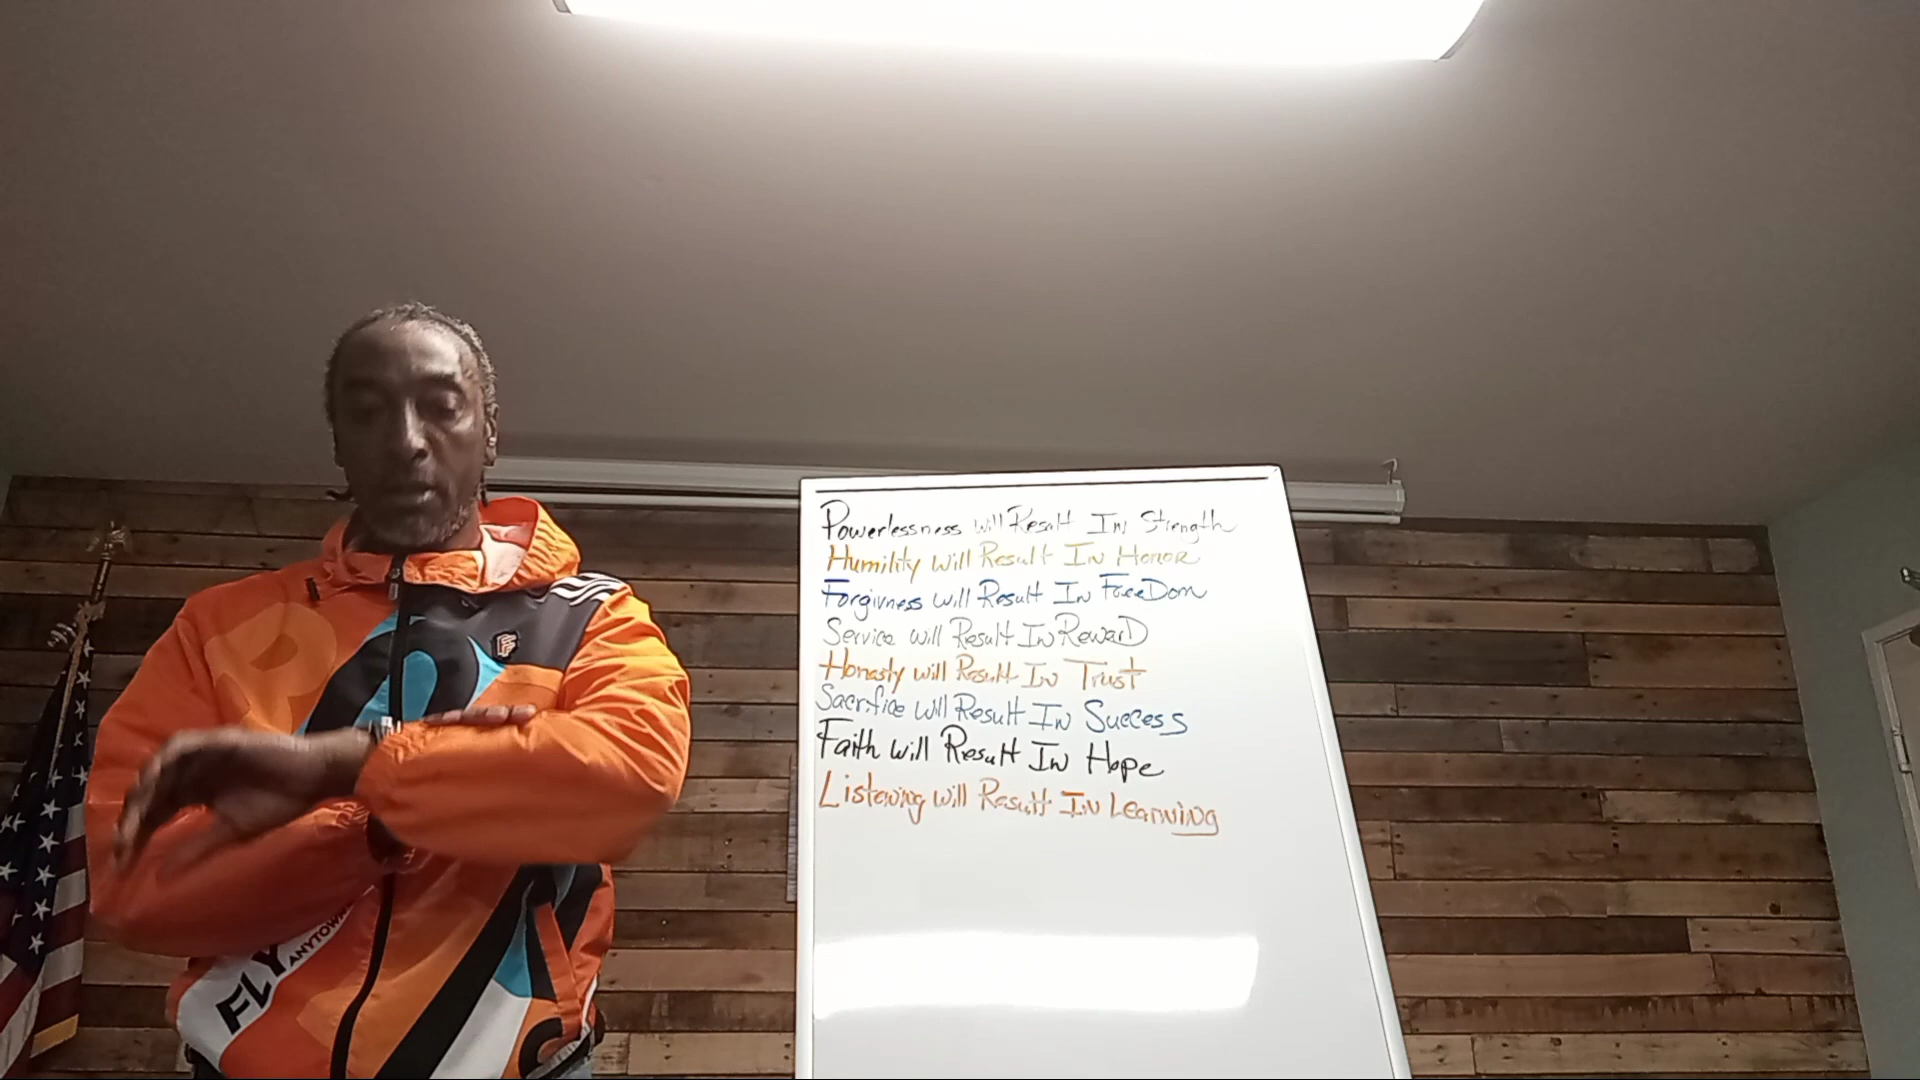 Powerlessness will Result In Strength
Humility Will Result In Honor
Forgivness will Result In FreeDom
Service will Result In RewarD
Honesty will Result In Trust
Sacrifice will Result In Success
Faith will Result In Hope
Listening will Result In Learning
FLY
ANYTOWN